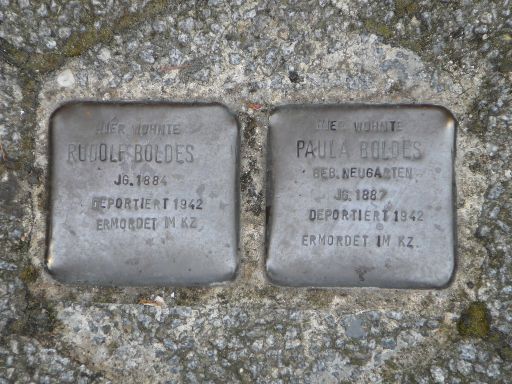 HIER WOHNTE
RUDOLF BOLDES
JG. 1884
DEPORTIERT 1942
ERMORDET IM KZ
HIER WOHNTE
PAULA BOLDES
GEB. NEUGARTEN
JG. 1887
DEPORTIERT 1942
ERMORDET IM KZ.